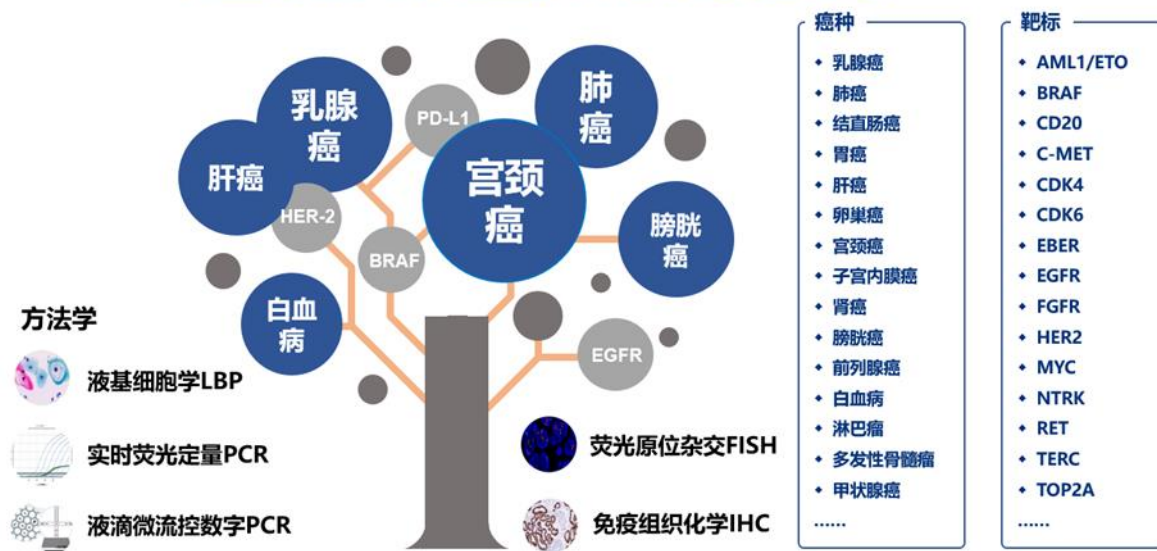 乳腺
癌
肝癌
PD-L1
肺
癌
宫颈
癌
HER-2
BRAF
膀胱
癌
白血
病
EGFR
方法学
液基细胞学LBP
实时荧光定量PCR
液滴微流控数字PCR
荧光原位杂交FISH
免疫组织化学IHC
癌种
乳腺癌
肺癌
结直肠癌
胃癌
肝癌
卵巢癌
宫颈癌
子宫内膜癌
肾癌
膀胱癌
前列腺癌
白血病
淋巴瘤
多发性骨髓瘤
甲状腺癌
......
靶标
AML1/ETO
BRAF
CD20
C-MET
CDK4
CDK6
EBER
EGFR
FGFR
HER2
MYC
NTRK
RET
TERC
TOP2A
......